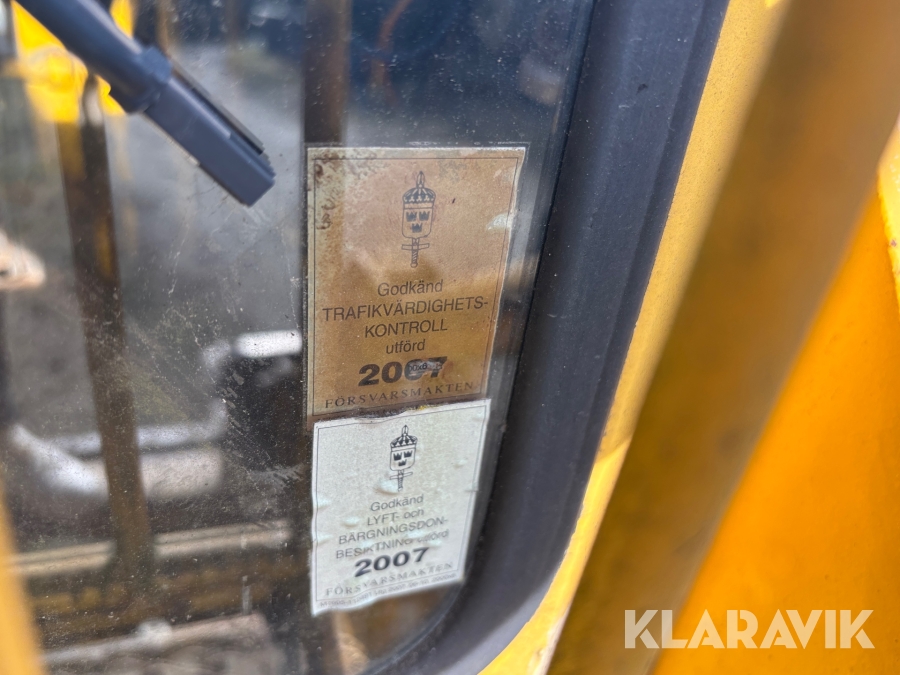 Godkänd
TRAFIKVÄRDIGHETS-
KONTROLL
utförd
2007
FÖRSVARSMAKTEN
Godkänd
LYFT- och
BÄRGNINGSDON-
BESIKTNING utförd
2007
FÖRSVARSMAKTEN
KLARAVIK